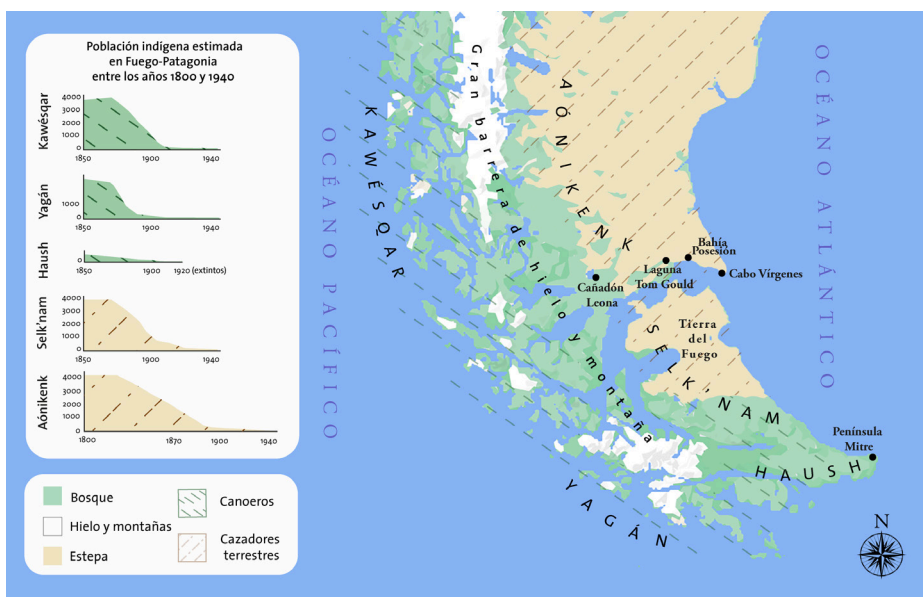 Población indígena estimada
en Fuego-Patagonia
entre los años 1800 y 1940
Kawésqar
4000
3000
2000
1000
0
1850
1900
1940
Yagán
1000
0
1850
1900
1940
Haush
0
1850
1900
1920 (extintos)
Selk'nam
4000
3000
2000
1000
0
1850
1900
1940
Aónikenk
4000
3000
2000
1000
0
1800
1870
1900
1940
Bosque
Hielo y montañas
Estepa
Canoeros
Cazadores
terrestres
OCÉANO PACÍFICO
OCÉANO ATLÁNTICO
Gran barrera de hielo y montaña
KAWÉSQAR
AÓNIKENK
SELK'NAM
HAUSH
YAGÁN
Cañadón
Leona
Laguna
Tom Gould
Bahía
Posesión
Cabo Vírgenes
Tierra
del
Fuego
Península
Mitre
N